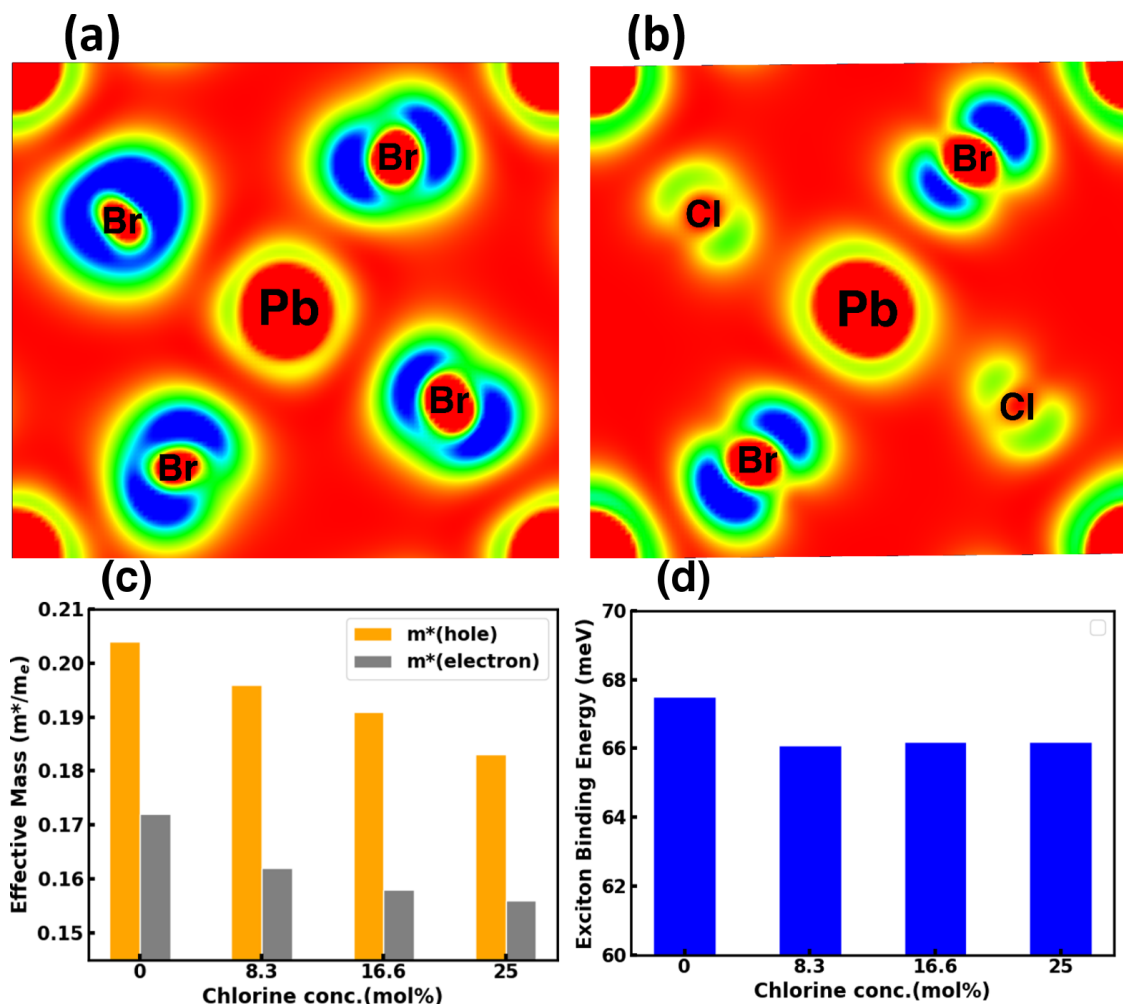 (a)
(b)
Br
Br
Pb
Br
Br
Br
Cl
Pb
Cl
Br
(c)
(d)
0.21
0.20
0.19
0.18
0.17
0.16
0.15
Effective Mass (m*/mₑ)
m*(hole)
m*(electron)
0
8.3
16.6
25
Chlorine conc.(mol%)
70
68
66
64
62
60
Exciton Binding Energy (meV)
0
8.3
16.6
25
Chlorine conc.(mol%)